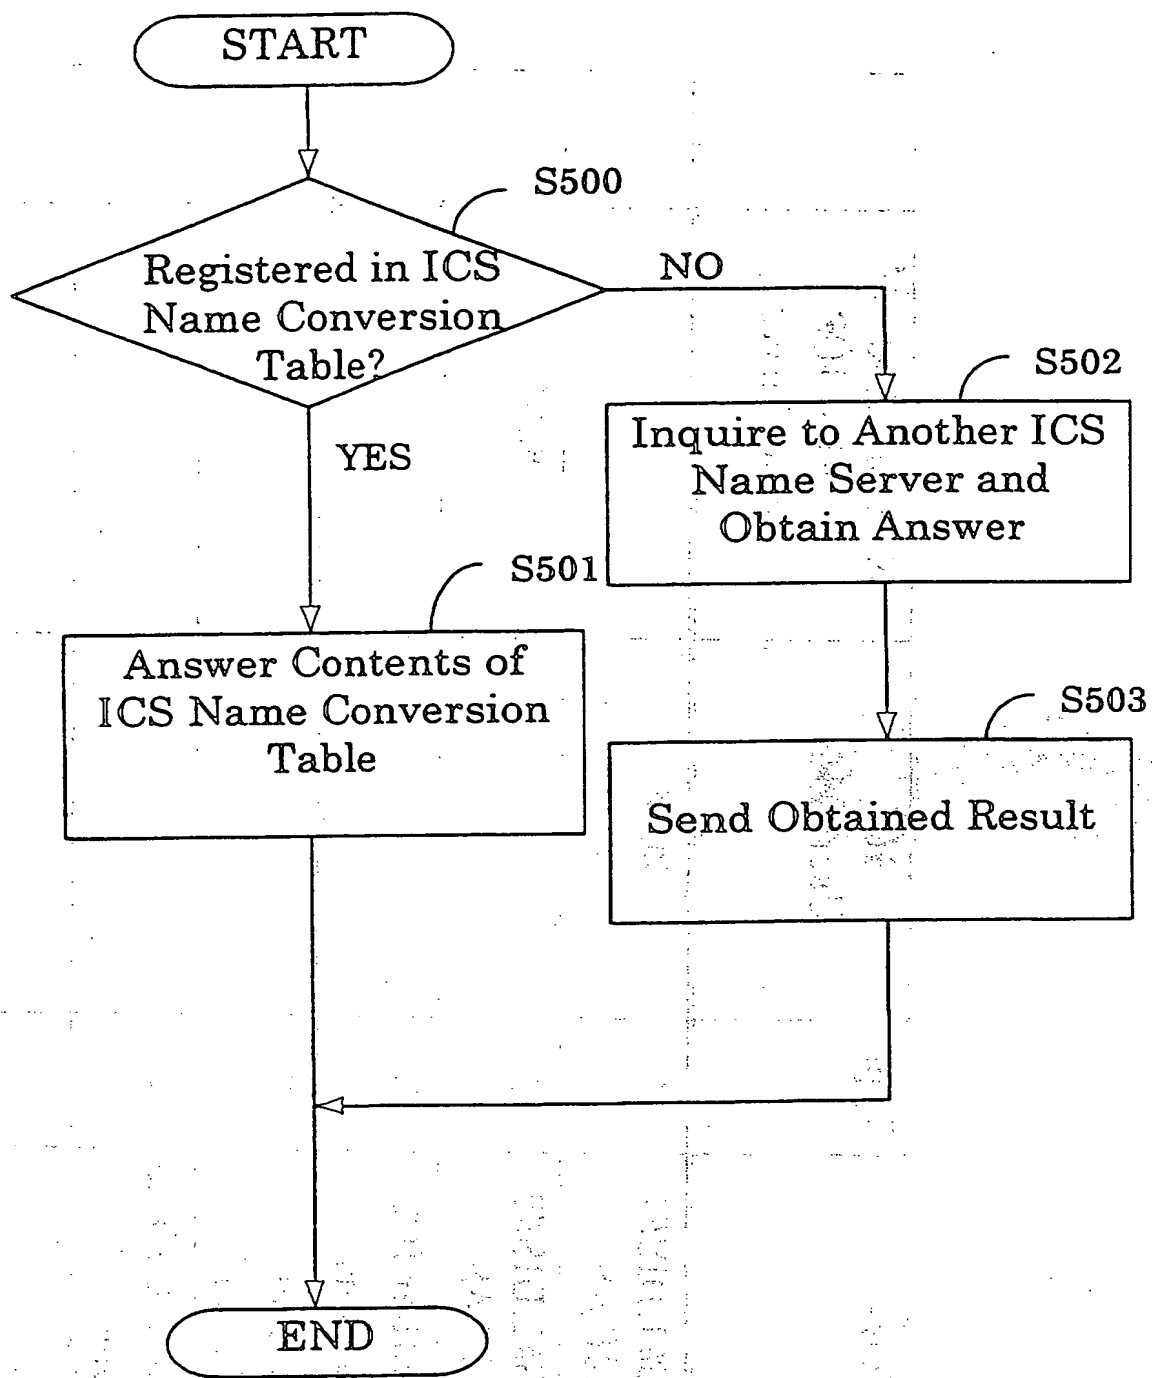 START
S500
Registered in ICS
Name Conversion
Table?
NO
YES
S502
Inquire to Another ICS
Name Server and
Obtain Answer
S501
Answer Contents of
ICS Name Conversion
Table
S503
Send Obtained Result
END